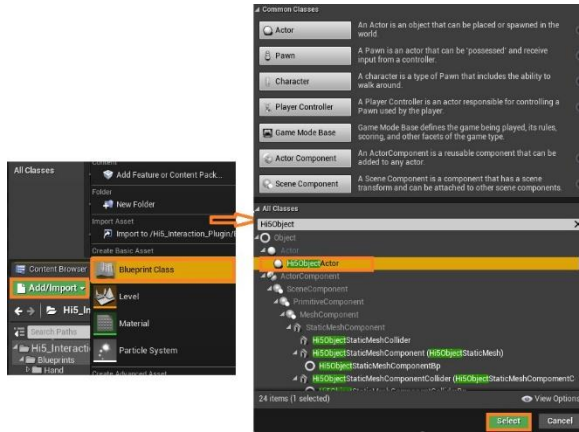 Common Classes
Actor
An Actor is an object that can be placed or spawned in the
world.
Pawn
A Pawn is an actor that can be 'possessed' and receive
input from a controller.
Character
A character is a type of Pawn that includes the ability to
walk around.
Player Controller
A Player Controller is an actor responsible for controlling a
Pawn used by the player.
Game Mode Base
Game Mode Base defines the game being played, its rules,
scoring, and other facets of the game type.
Actor Component
An ActorComponent is a reusable component that can be
added to any actor.
Scene Component
A Scene Component is a component that has a scene
transform and can be attached to other scene components.
All Classes
Hi5Object
Object
Actor
Hi5ObjectActor
ActorComponent
SceneComponent
PrimitiveComponent
MeshComponent
StaticMeshComponent
Hi5ObjectStaticMeshCollider
Hi5ObjectStaticMeshComponent (Hi5ObjectStaticMesh)
Hi5ObjectStaticMeshComponentBp
Hi5ObjectStaticMeshComponentCollider (Hi5ObjectStaticMeshComponentC
24 items (1 selected)
View Options
Select
Cancel
All Classes
Content
Add Feature or Content Pack...
Folder
New Folder
Import Asset
Import to /Hi5_Interaction_Plugin/
Create Basic Asset
Blueprint Class
Level
Material
Particle System
Create Advanced Asset
Content Browser
Add/Import
Hi5_In
Search Paths
Hi5_Interacti
Blueprints
Hand